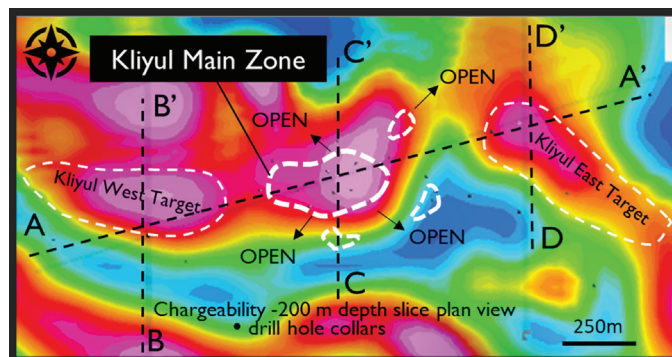 C'
D'
Kliyul Main Zone
OPEN
A'
B'
OPEN
Kliyul West Target
Kliyul East Target
A
OPEN
OPEN
D
C
Chargeability -200 m depth slice plan view
• drill hole collars
250m
B